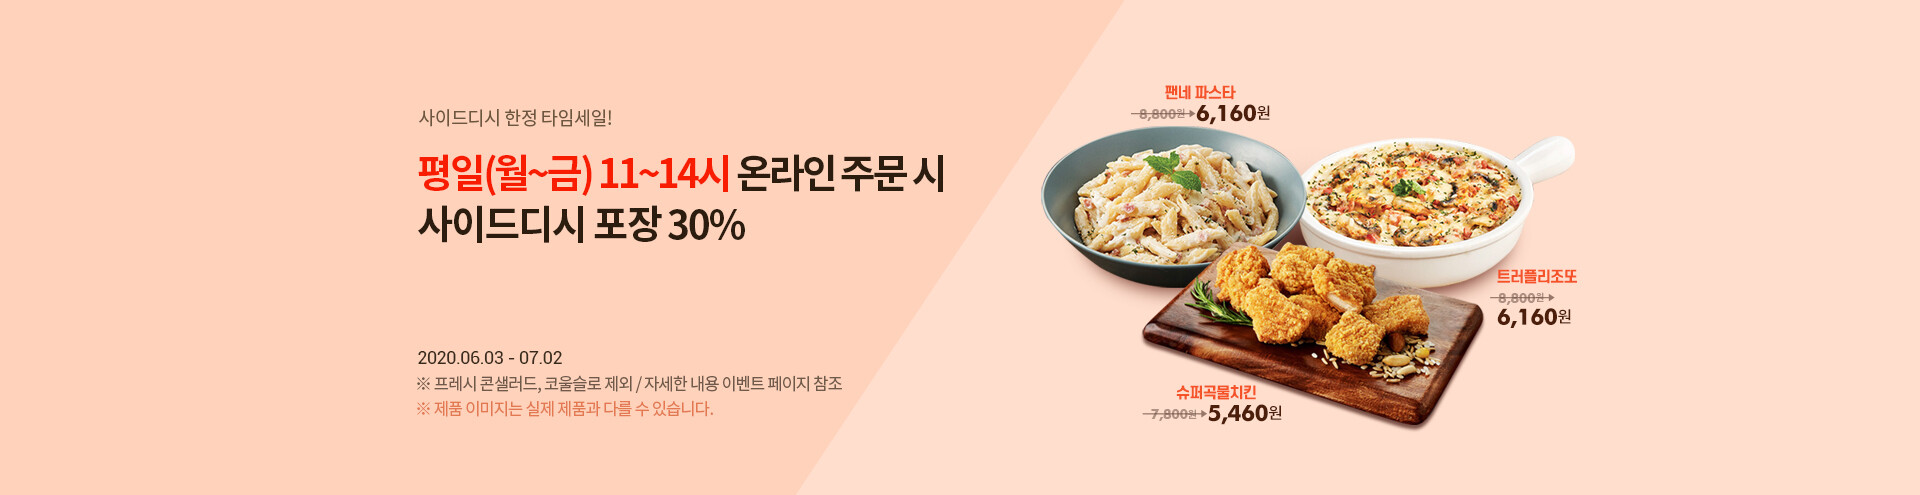 사이드디시 한정 타임세일!
평일(월~금) 11~14시 온라인 주문 시
사이드디시 포장 30%
2020.06.03 - 07.02
※ 프레시 콘샐러드, 코울슬로 제외 / 자세한 내용 이벤트 페이지 참조
※ 제품 이미지는 실제 제품과 다를 수 있습니다.
팬네 파스타
8,800원 6,160원
트러플리조또
8,800원
6,160원
슈퍼곡물치킨
7,800원 5,460원